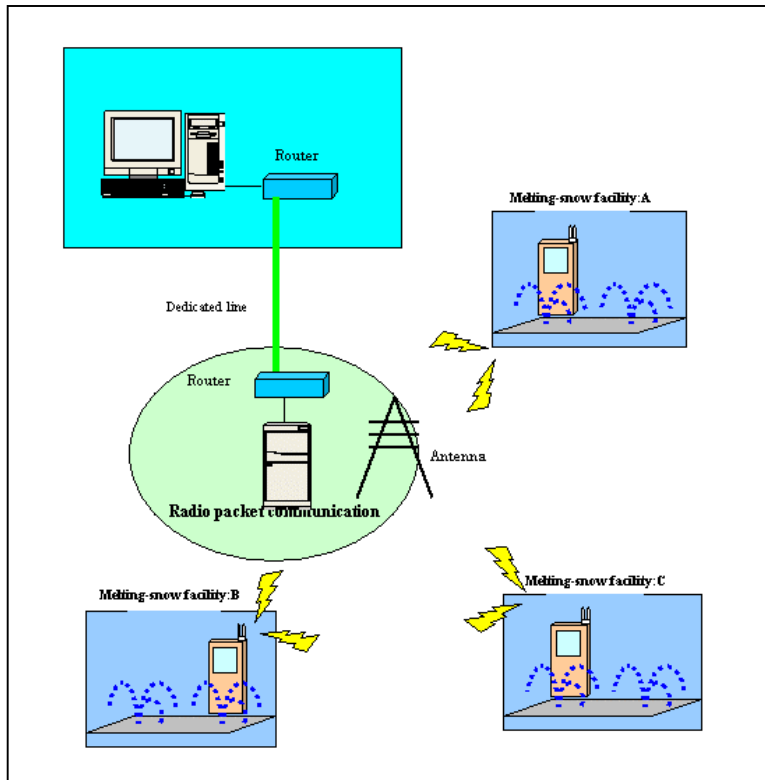 Router
Melting-snow facility:A
Dedicated line
Router
Antenna
Radio packet communication
Melting-snow facility:B
Melting-snow facility:C